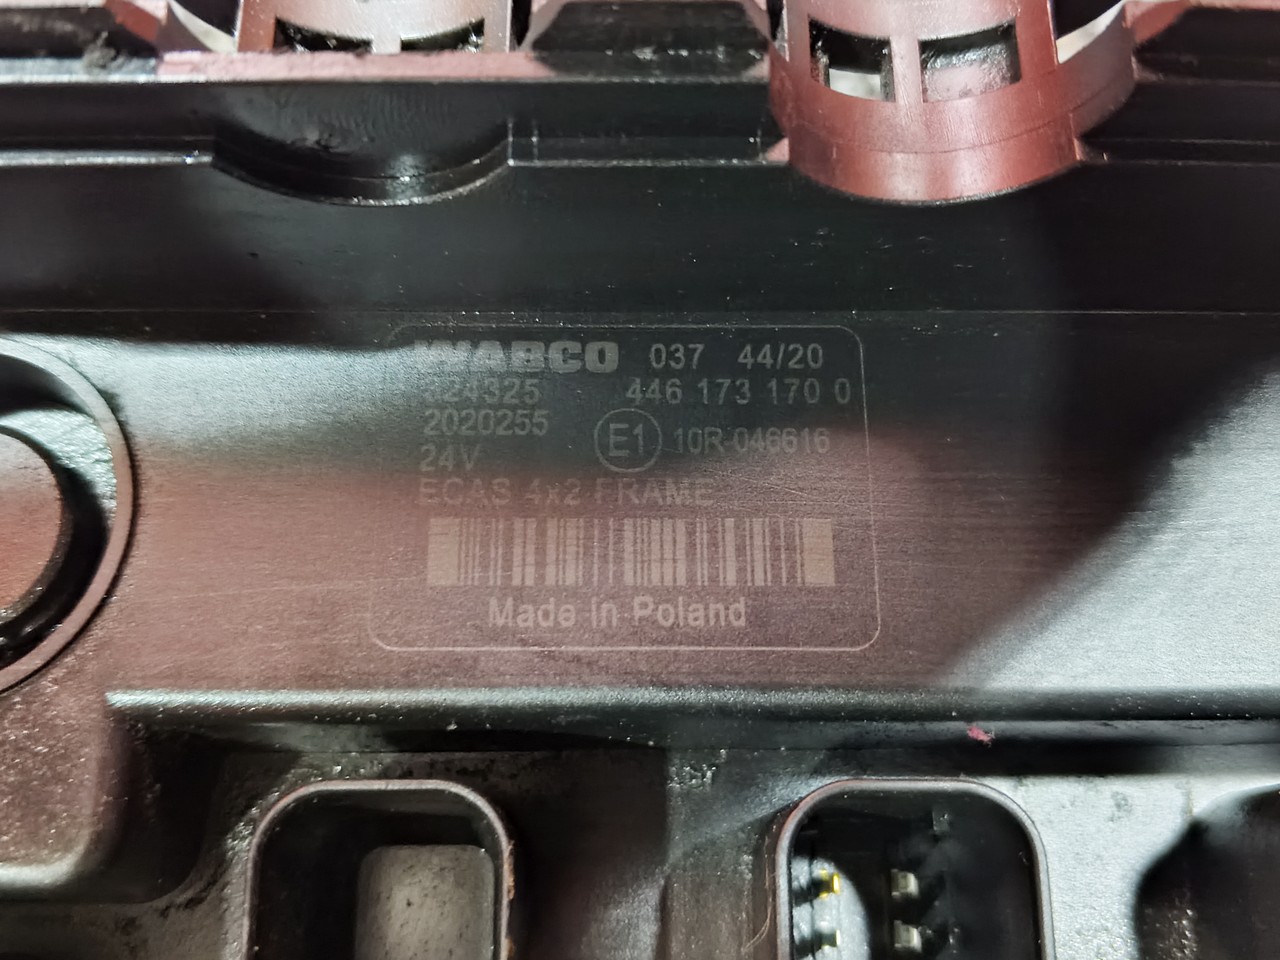 WABCO 037 44/20
446 173 170 0
2020255 E1 10R-046616
24V
ECAS 4x2 FRAME
Made in Poland